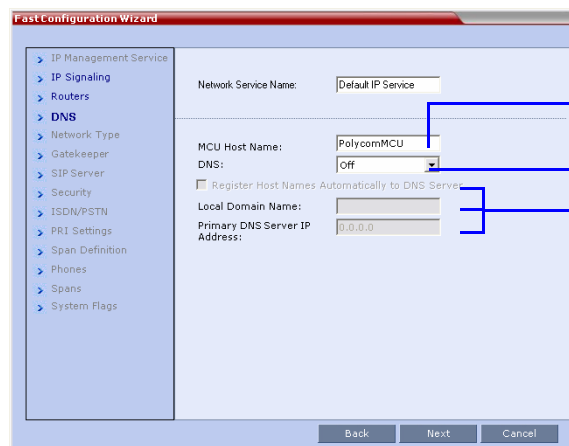 Fast Configuration Wizard
IP Management Service
IP Signaling
Routers
DNS
Network Type
Gatekeeper
SIP Server
Security
ISDN/PSTN
PRI Settings
Span Definition
Phones
Spans
System Flags
Network Service Name: Default IP Service
MCU Host Name: PolycomMCU
DNS: Off
Register Host Names Automatically to DNS Server
Local Domain Name:
Primary DNS Server IP 0.0.0.0
Address:
Back Next Cancel